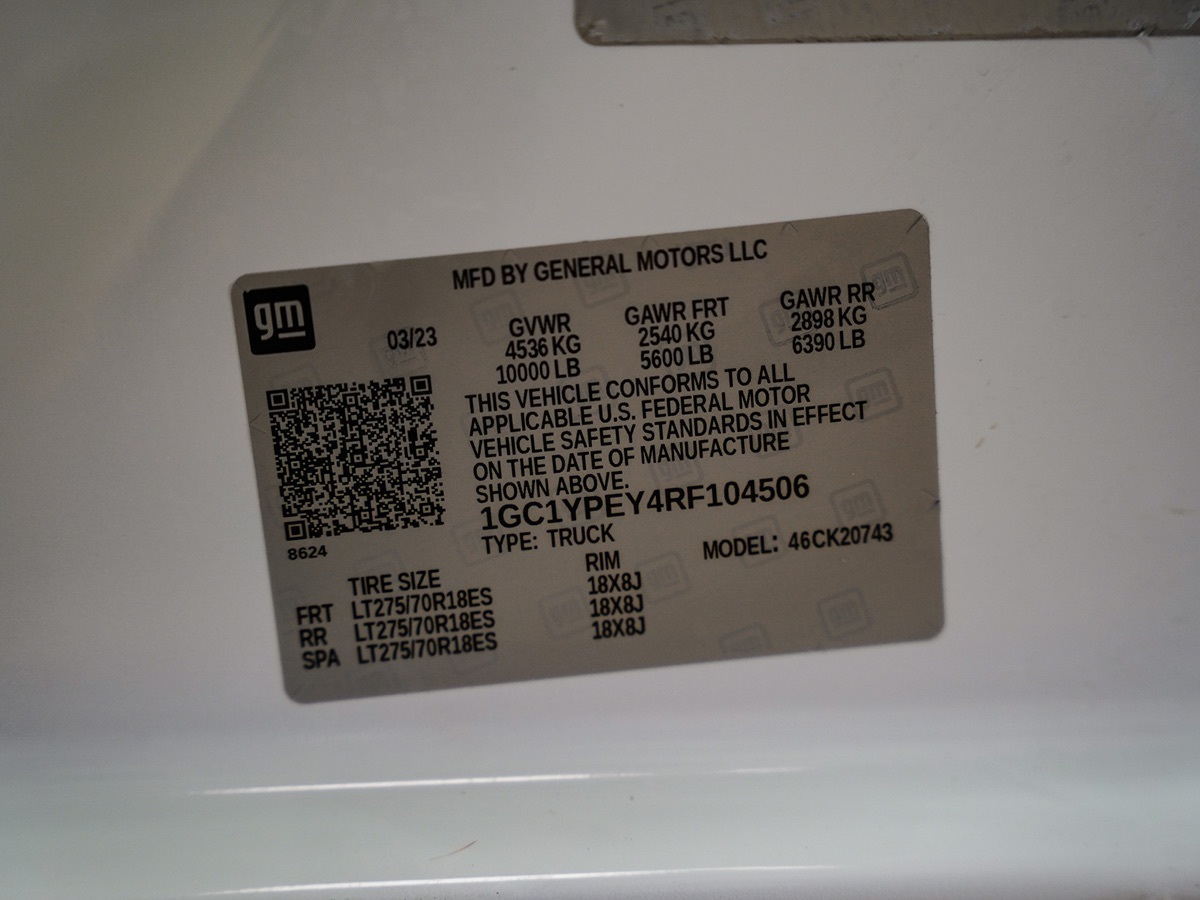 MFD BY GENERAL MOTORS LLC
gm
03/23
GVWR GAWR FRT GAWR RR
4536 KG 2540 KG 2898 KG
10000 LB 5600 LB 6390 LB
THIS VEHICLE CONFORMS TO ALL
APPLICABLE U.S. FEDERAL MOTOR
VEHICLE SAFETY STANDARDS IN EFFECT
ON THE DATE OF MANUFACTURE
SHOWN ABOVE.
1GC1YPEY4RF104506
8624
TYPE: TRUCK MODEL: 46CK20743
TIRE SIZE RIM
FRT LT275/70R18ES 18X8J
RR LT275/70R18ES 18X8J
SPA LT275/70R18ES 18X8J